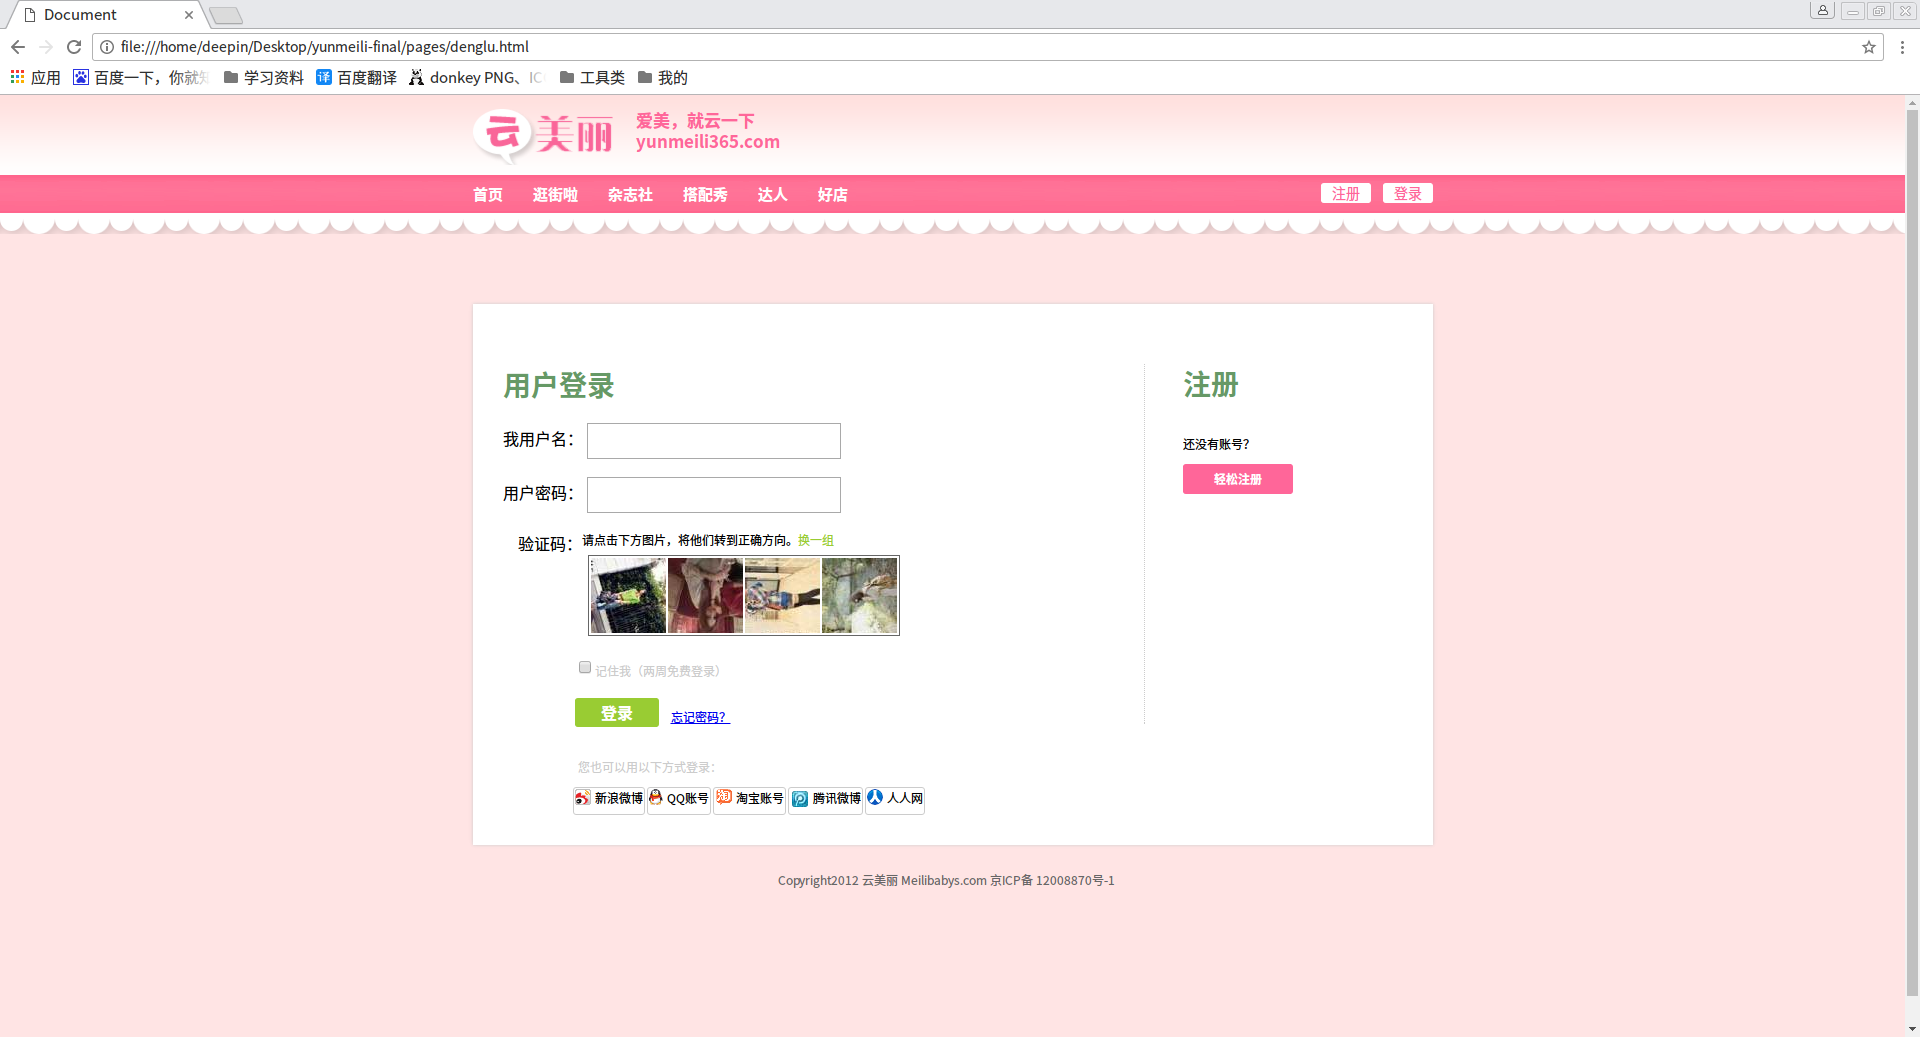 Document
file:///home/deepin/Desktop/yunmeili-final/pages/denglu.html
应用 百度一下，你就知 学习资料 百度翻译 donkey PNG、IC 工具类 我的
云美丽
爱美，就云一下
yunmeili365.com
首页 逛街啦 杂志社 搭配秀 达人 好店 注册 登录
用户登录
我用户名：
用户密码：
验证码： 请点击下方图片，将他们转到正确方向。换一组
记住我（两周免费登录）
登录 忘记密码？
您也可以用以下方式登录：
新浪微博 QQ账号 淘宝账号 腾讯微博 人人网
注册
还没有账号？
轻松注册
Copyright2012 云美丽 Meilibabys.com 京ICP备 12008870号-1